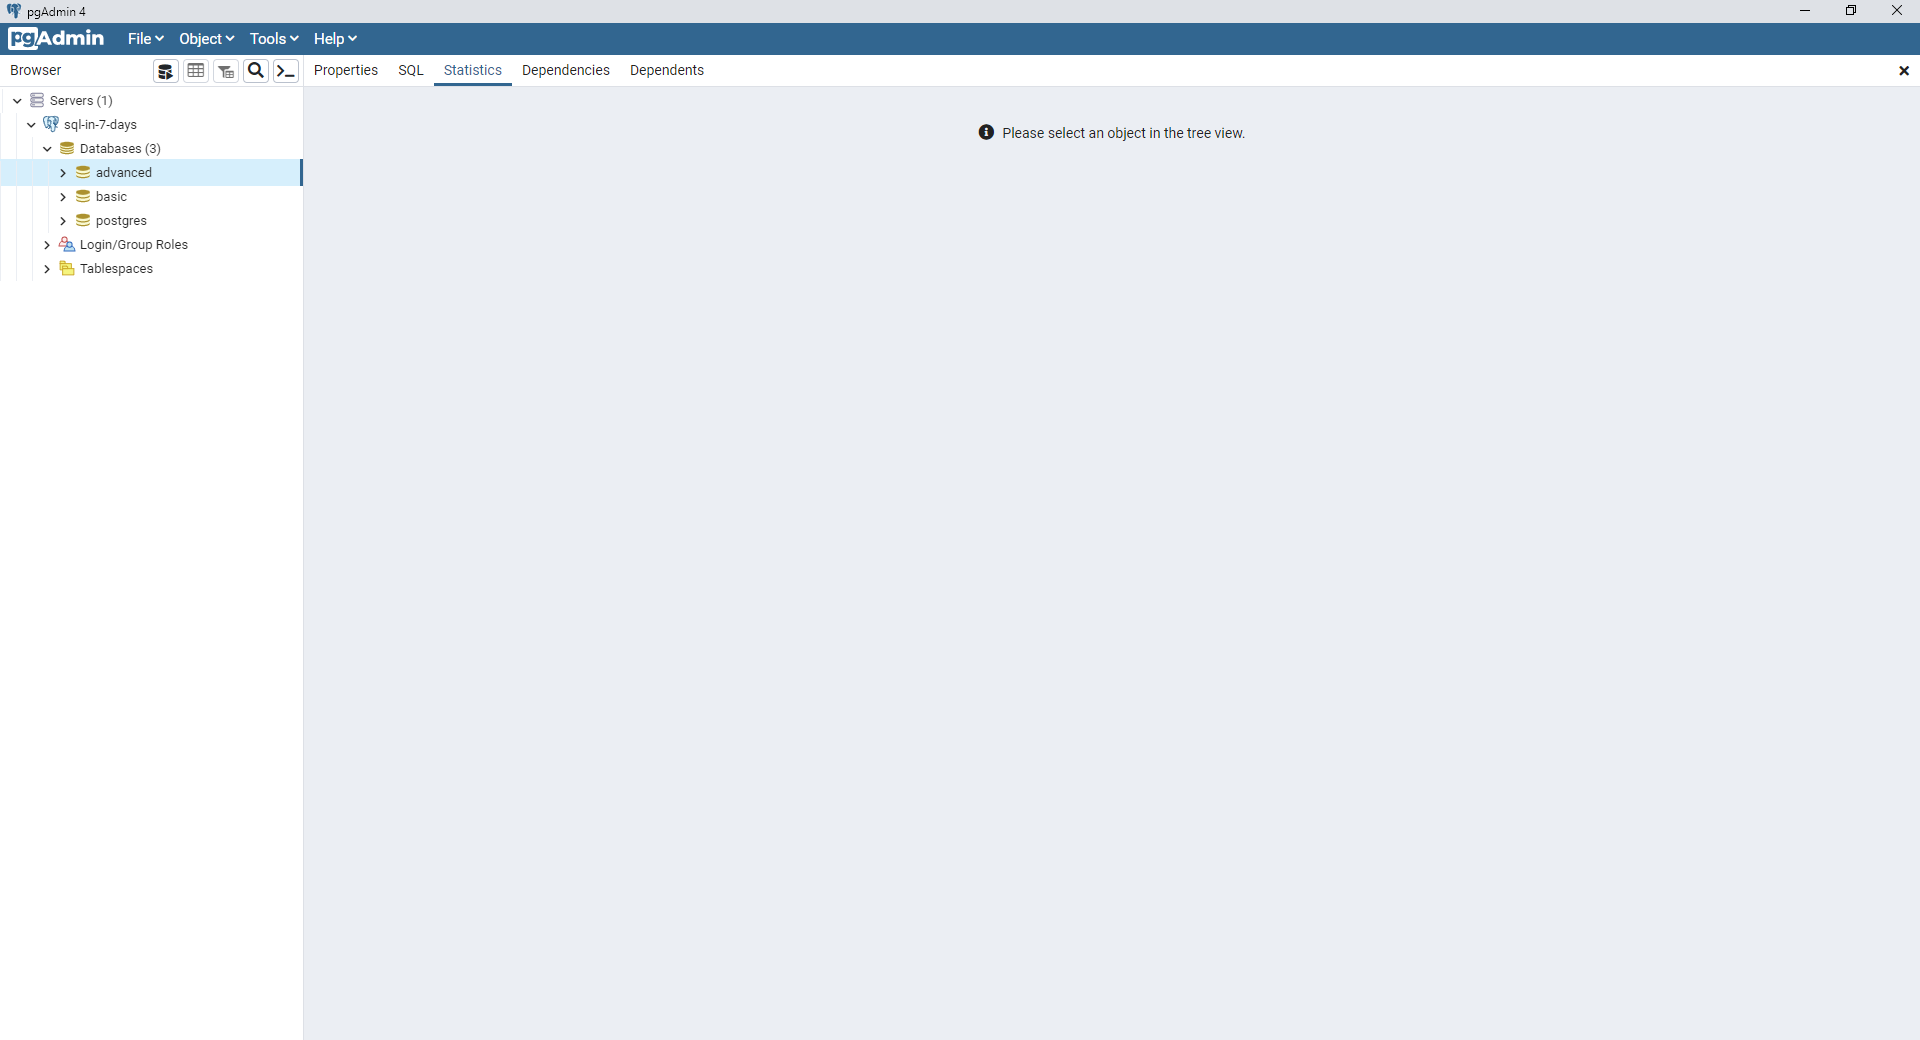 pgAdmin 4
pgAdmin File Object Tools Help
Browser Properties SQL Statistics Dependencies Dependents
Servers (1)
sql-in-7-days
Please select an object in the tree view.
Databases (3)
advanced
basic
postgres
Login/Group Roles
Tablespaces